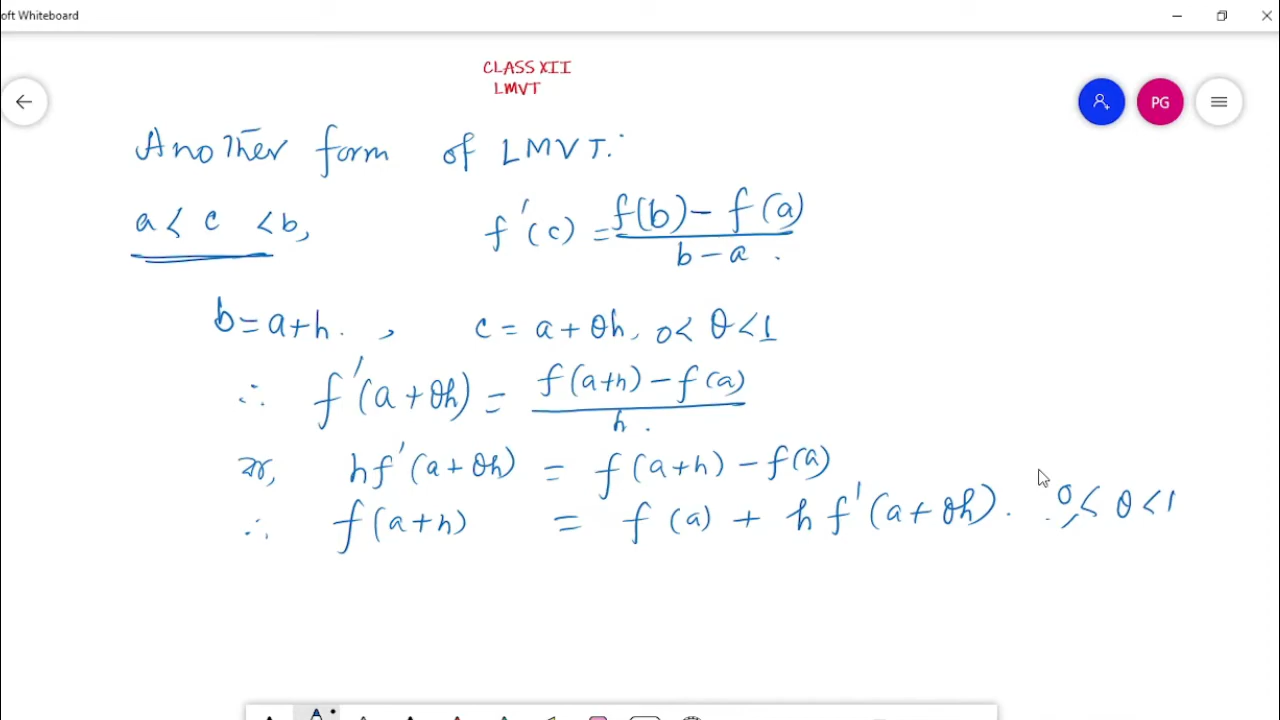 oft Whiteboard
CLASS XII
LMVT
PG
Another form of LMVT:
a < c < b, f'(c) = f(b) - f(a) / b - a .
b = a + h. , c = a + θh, 0 < θ < 1
∴ f'(a + θh) = f(a+h) - f(a) / h .
or, hf'(a + θh) = f(a+h) - f(a)
∴ f(a+h) = f(a) + h f'(a + θh). , 0 < θ < 1